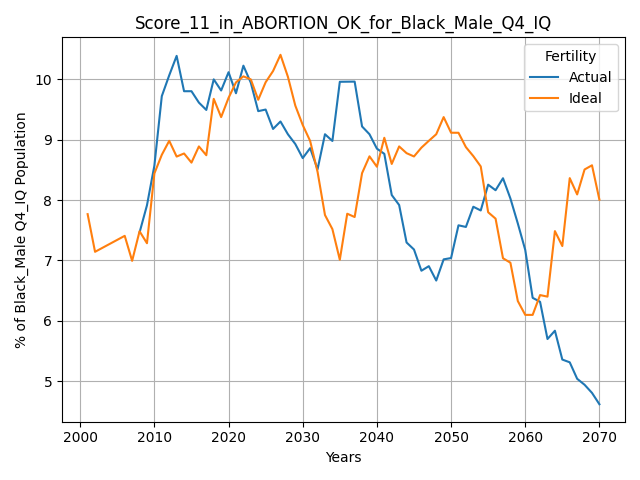 Score_11_in_ABORTION_OK_for_Black_Male_Q4_IQ
% of Black_Male Q4_IQ Population
10
9
8
7
6
5
Fertility
Actual
Ideal
2000 2010 2020 2030 2040 2050 2060 2070
Years